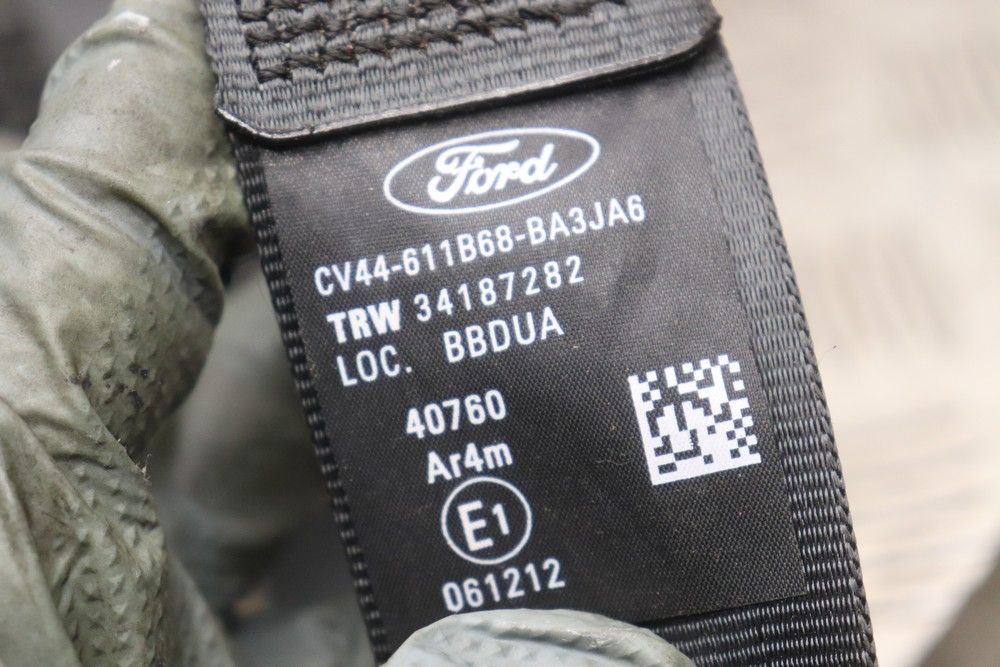 Ford
CV44-611B68-BA3JA6
TRW 34187282
LOC. BBDUA
40760
Ar4m
E1
061212